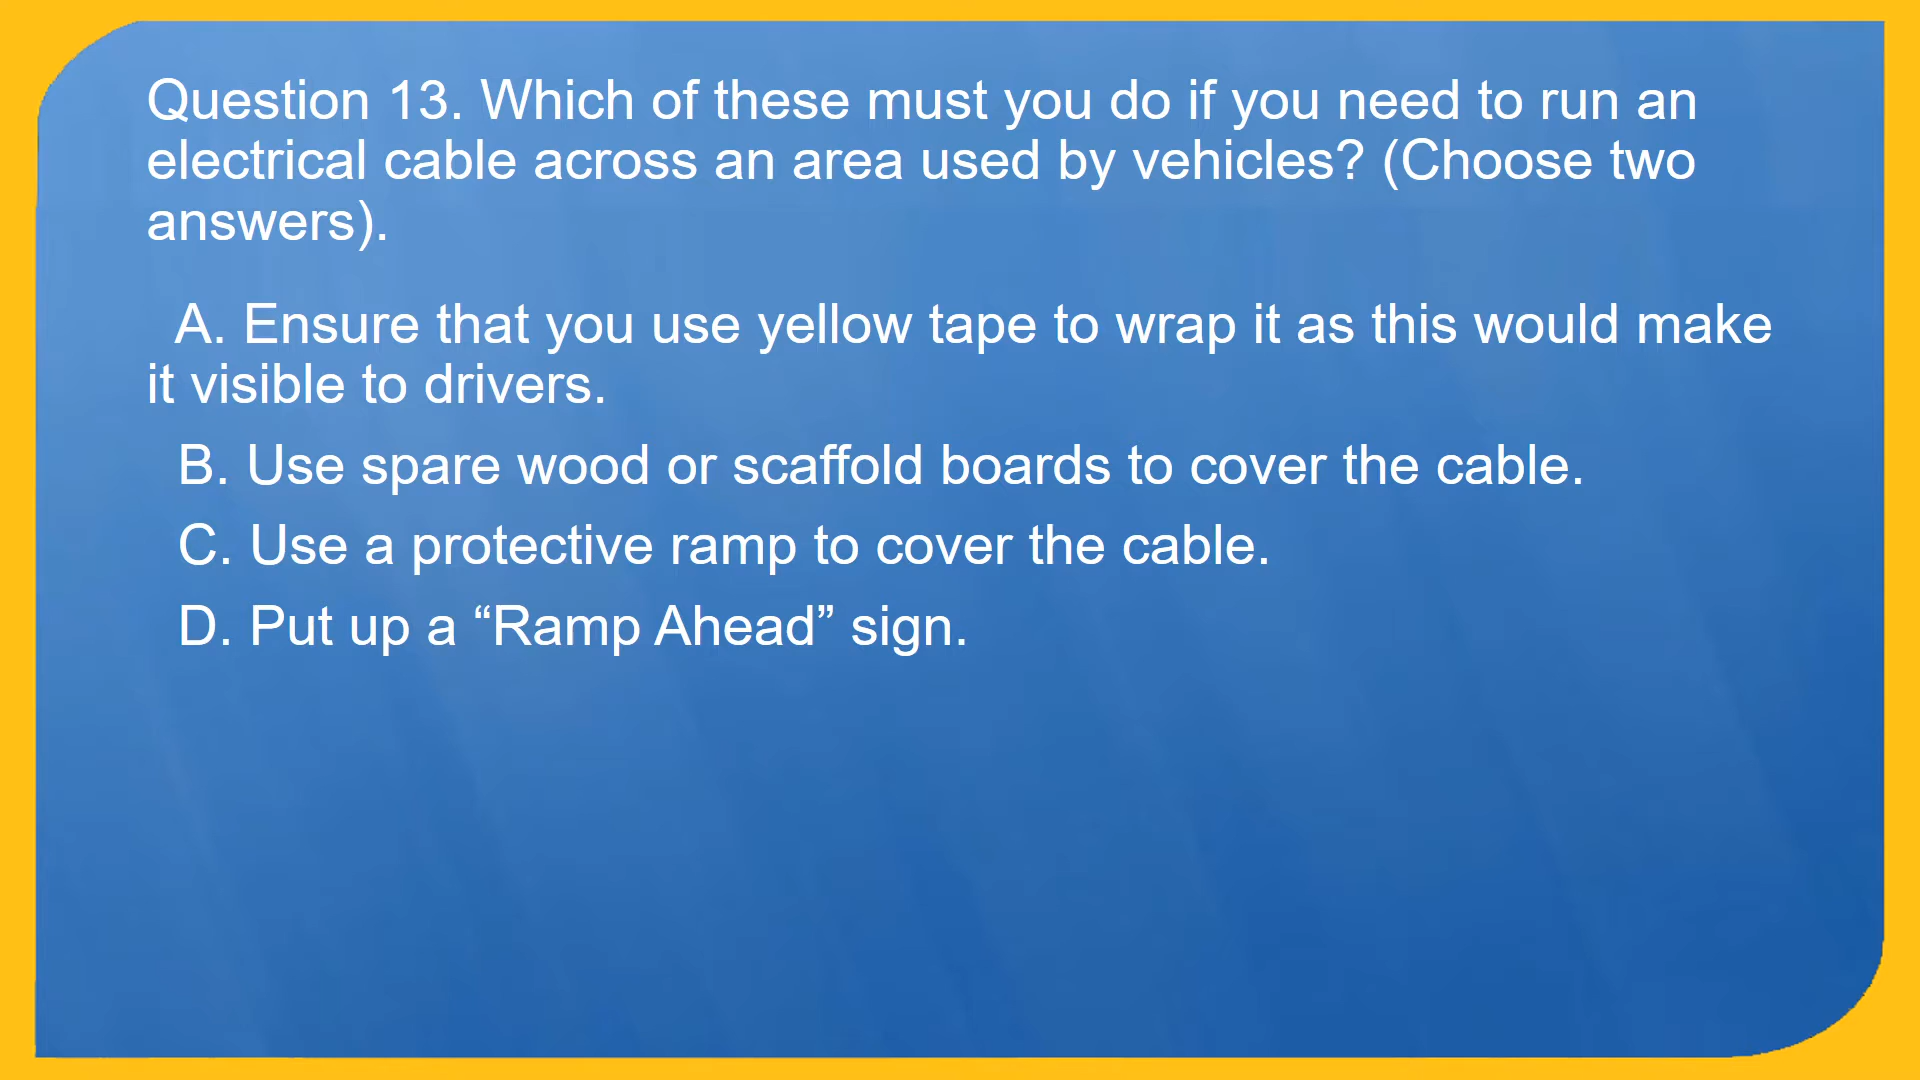 Question 13. Which of these must you do if you need to run an
electrical cable across an area used by vehicles? (Choose two
answers).
A. Ensure that you use yellow tape to wrap it as this would make
it visible to drivers.
B. Use spare wood or scaffold boards to cover the cable.
C. Use a protective ramp to cover the cable.
D. Put up a “Ramp Ahead” sign.